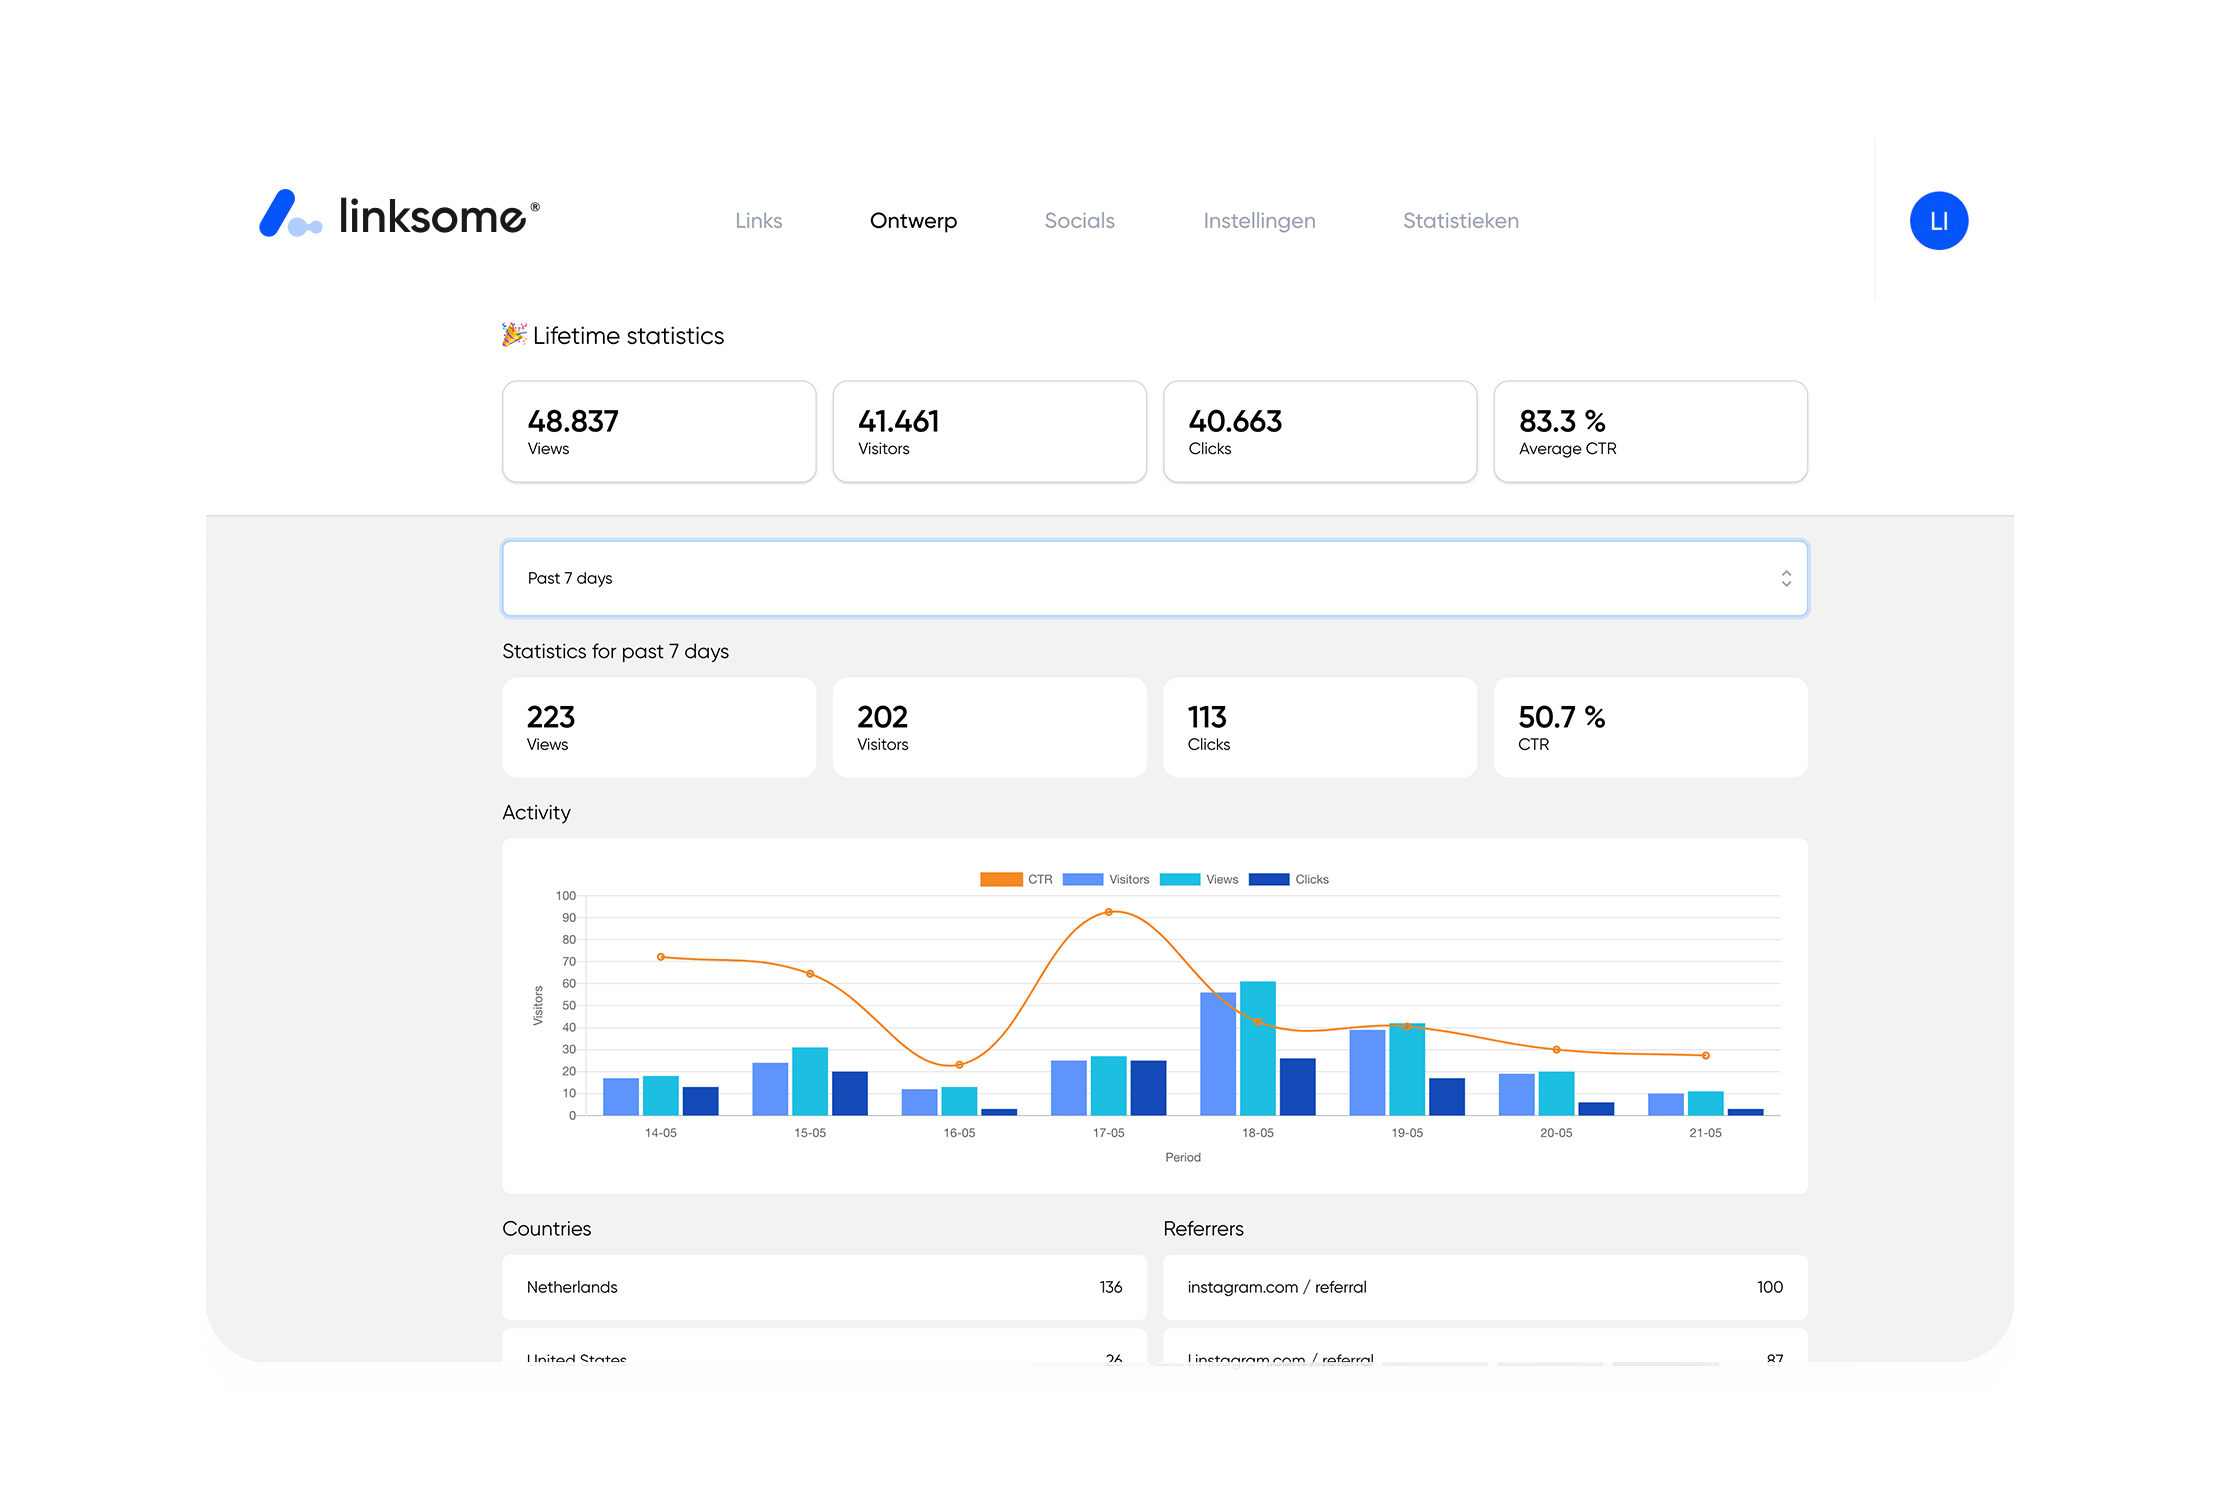 linksome®
Links Ontwerp Socials Instellingen Statistieken
LI
🎉 Lifetime statistics
48.837 41.461 40.663 83.3 %
Views Visitors Clicks Average CTR
Past 7 days
Statistics for past 7 days
223 202 113 50.7 %
Views Visitors Clicks CTR
Activity
CTR Visitors Views Clicks
100
90
80
70
60
50
40
30
20
10
0
Visitors
14-05 15-05 16-05 17-05 18-05 19-05 20-05 21-05
Period
Countries Referrers
Netherlands 136 instagram.com / referral 100
United States 26 l.instagram.com / referral 87